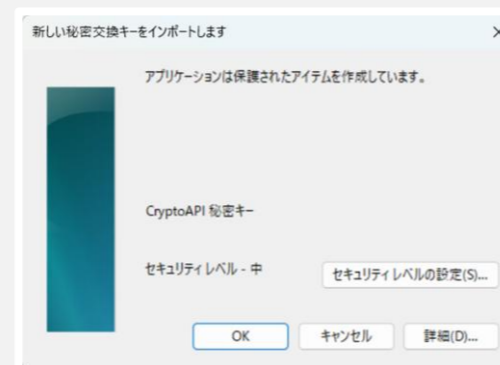 新しい秘密交換キーをインポートします
アプリケーションは保護されたアイテムを作成しています。
CryptoAPI 秘密キー
セキュリティ レベル - 中
セキュリティ レベルの設定(S)...
OK
キャンセル
詳細(D)...